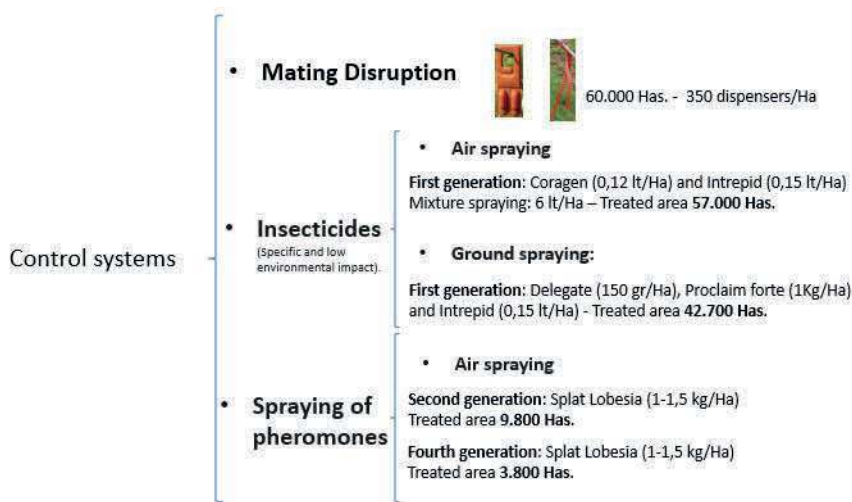 Control systems
• Mating Disruption
60.000 Has. - 350 dispensers/Ha
• Insecticides
(Specific and low
environmental impact).
• Air spraying
First generation: Coragen (0,12 lt/Ha) and Intrepid (0,15 lt/Ha)
Mixture spraying: 6 lt/Ha – Treated area 57.000 Has.
• Ground spraying:
First generation: Delegate (150 gr/Ha), Proclaim forte (1Kg/Ha)
and Intrepid (0,15 lt/Ha) - Treated area 42.700 Has.
• Spraying of
pheromones
• Air spraying
Second generation: Splat Lobesia (1-1,5 kg/Ha)
Treated area 9.800 Has.
Fourth generation: Splat Lobesia (1-1,5 kg/Ha)
Treated area 3.800 Has.